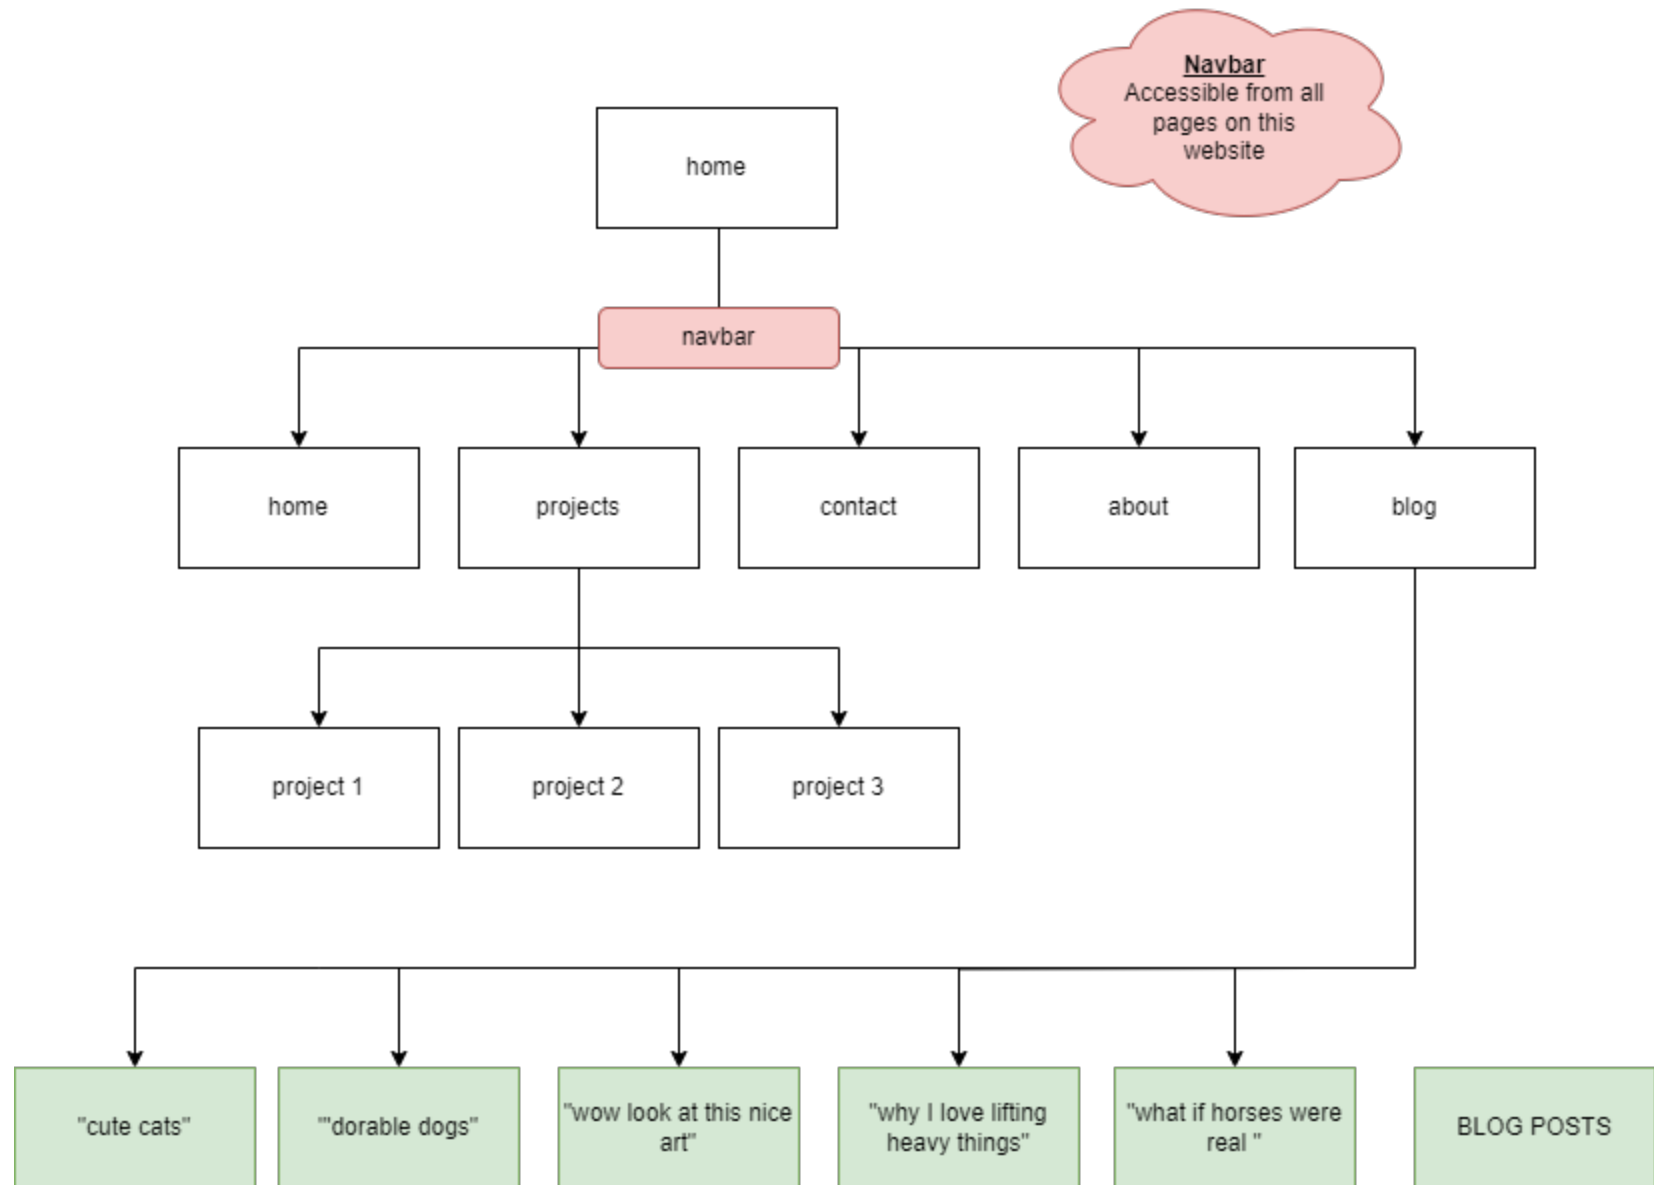 Navbar
Accessible from all
pages on this
website
home
navbar
home
projects
contact
about
blog
project 1
project 2
project 3
"cute cats"
"'dorable dogs"
"wow look at this nice
art"
"why I love lifting
heavy things"
"what if horses were
real "
BLOG POSTS